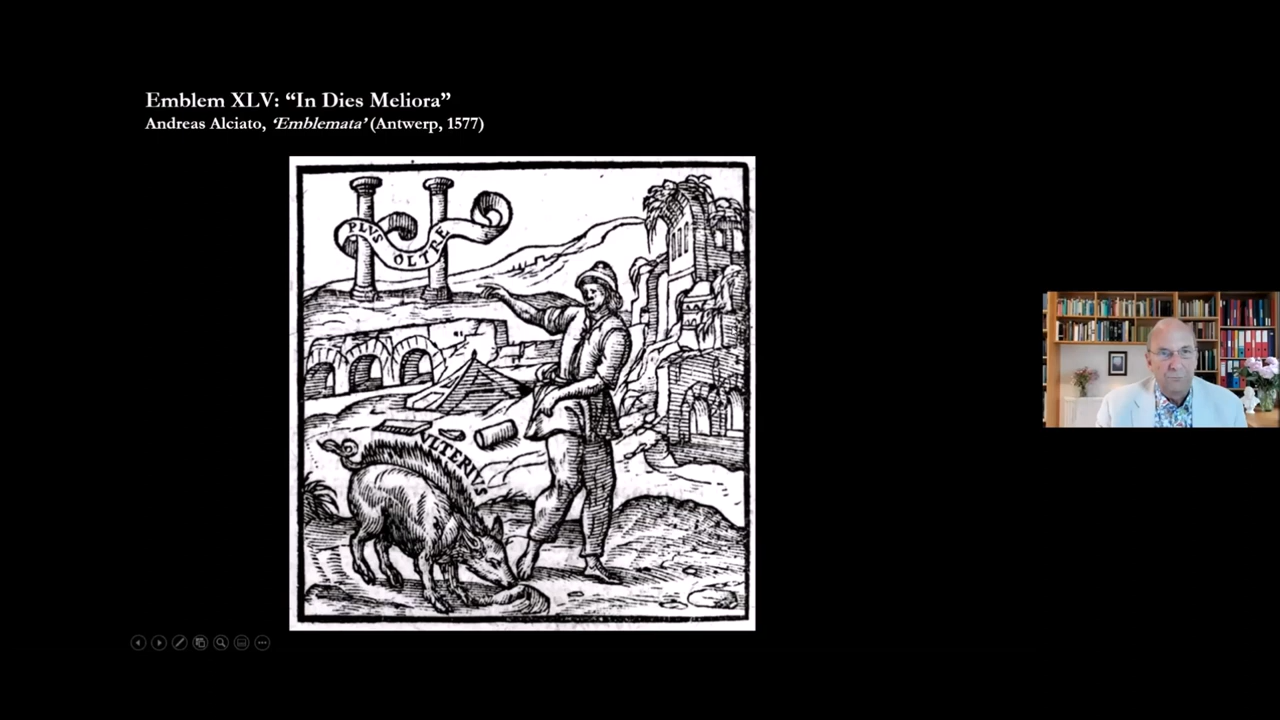 Emblem XLV: “In Dies Meliora”
Andreas Alciato, ‘Emblemata’ (Antwerp, 1577)
PLVS
OLTRE
VLTERIVS